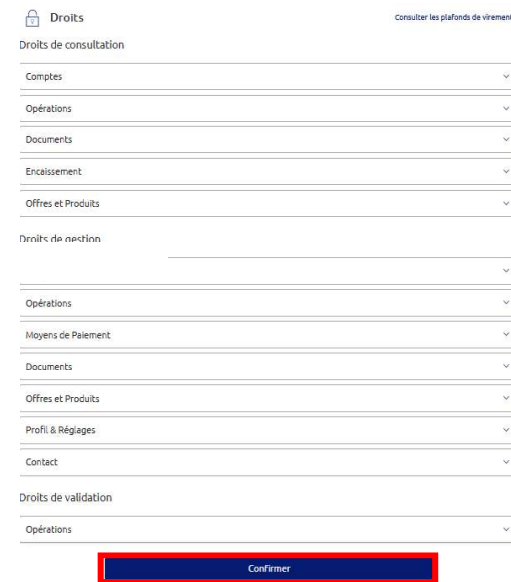 Droits
Consulter les plafonds de virement
Droits de consultation
Comptes
Opérations
Documents
Encaissement
Offres et Produits
Droits de gestion
Opérations
Moyens de Paiement
Documents
Offres et Produits
Profil & Réglages
Contact
Droits de validation
Opérations
Confirmer